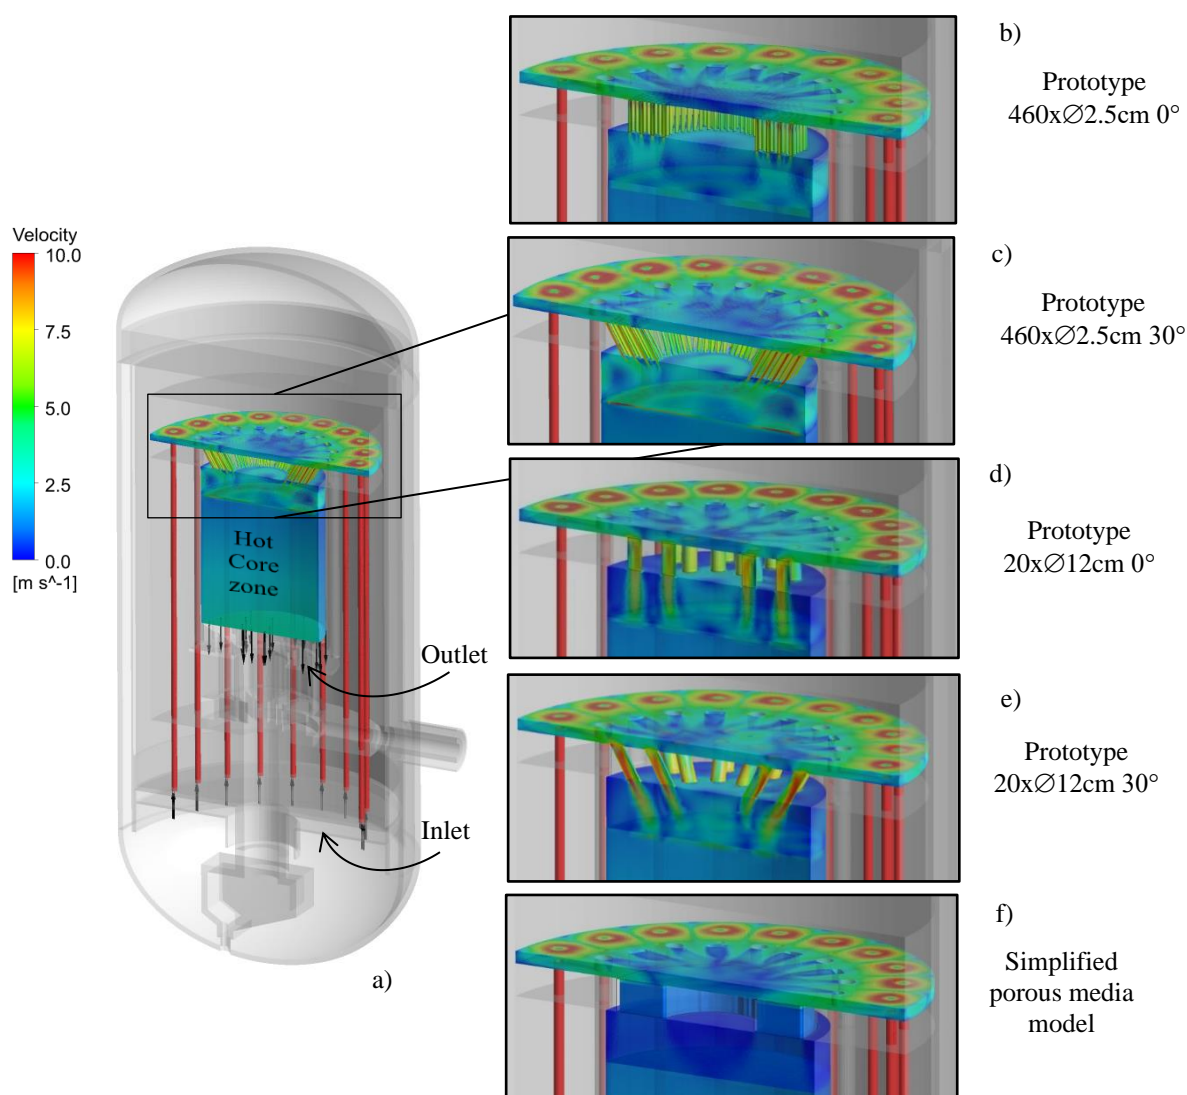 b)
Prototype
460x∅2.5cm 0°
c)
Prototype
460x∅2.5cm 30°
d)
Prototype
20x∅12cm 0°
e)
Prototype
20x∅12cm 30°
f)
Simplified
porous media
model
Velocity
10.0
7.5
5.0
2.5
0.0
[m s^-1]
Hot
Core
zone
Outlet
Inlet
a)